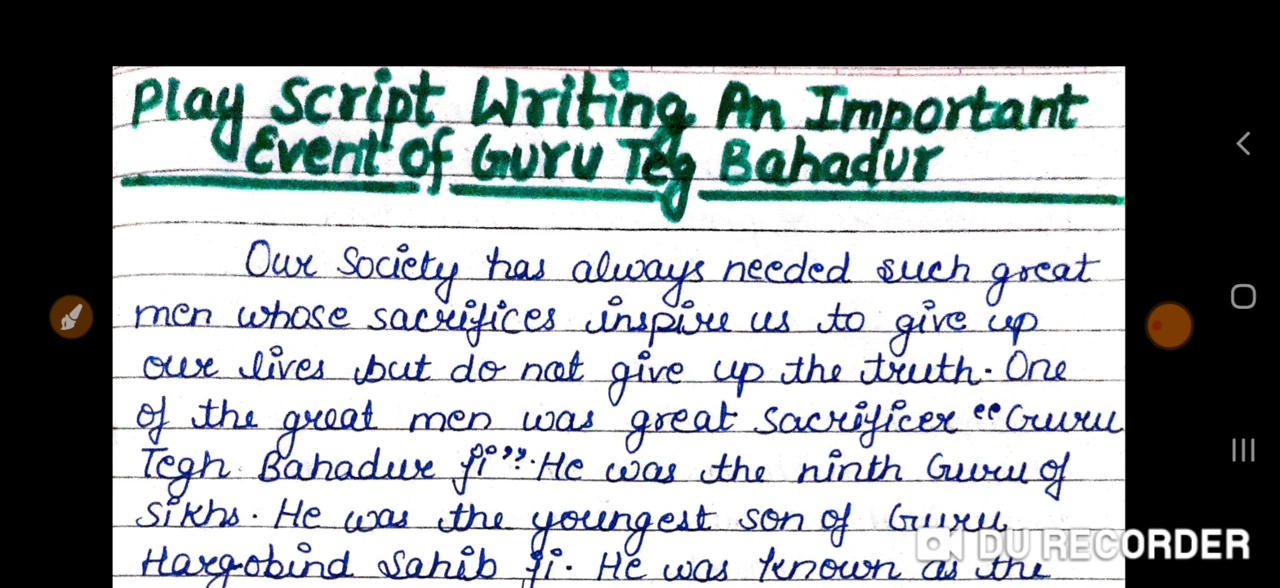 Play Script Writing An Important
Event of Guru Teg Bahadur
Our Society has always needed such great
men whose sacrifices inspire us to give up
our lives but do not give up the truth. One
of the great men was great sacrificer "Guru
Tegh Bahadur ji". He was the ninth Guru of
Sikhs. He was the youngest son of Guru
Hargobind Sahib ji. He was known as the
DU RECORDER